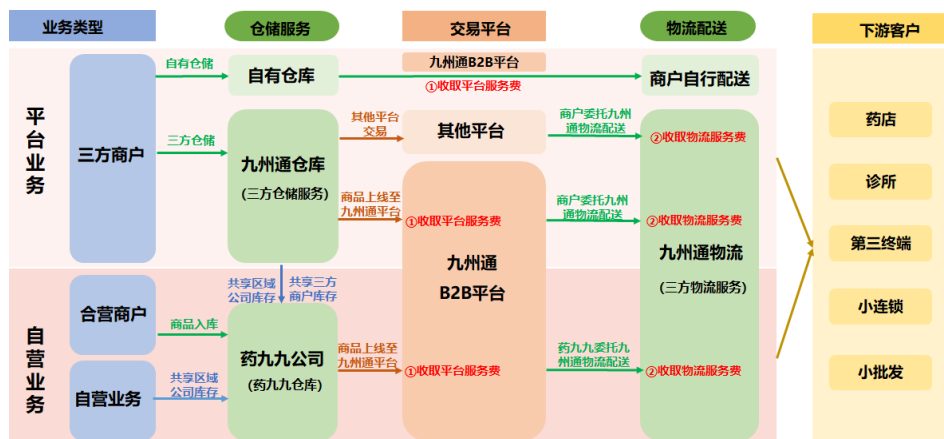 业务类型
仓储服务
交易平台
物流配送
下游客户
平台业务
三方商户
自有仓储
自有仓库
九州通B2B平台
①收取平台服务费
商户自行配送
三方仓储
九州通仓库
(三方仓储服务)
其他平台
交易
其他平台
商户委托九州
通物流配送
②收取物流服务费
商品上线至
九州通平台
①收取平台服务费
商户委托九州
通物流配送
②收取物流服务费
九州通
B2B平台
九州通物流
(三方物流服务)
共享区域
公司库存
共享三方
商户库存
自营业务
合营商户
商品入库
药九九公司
(药九九仓库)
商品上线至
九州通平台
①收取平台服务费
药九九委托九
州通物流配送
②收取物流服务费
自营业务
共享区域
公司库存
药店
诊所
第三终端
小连锁
小批发